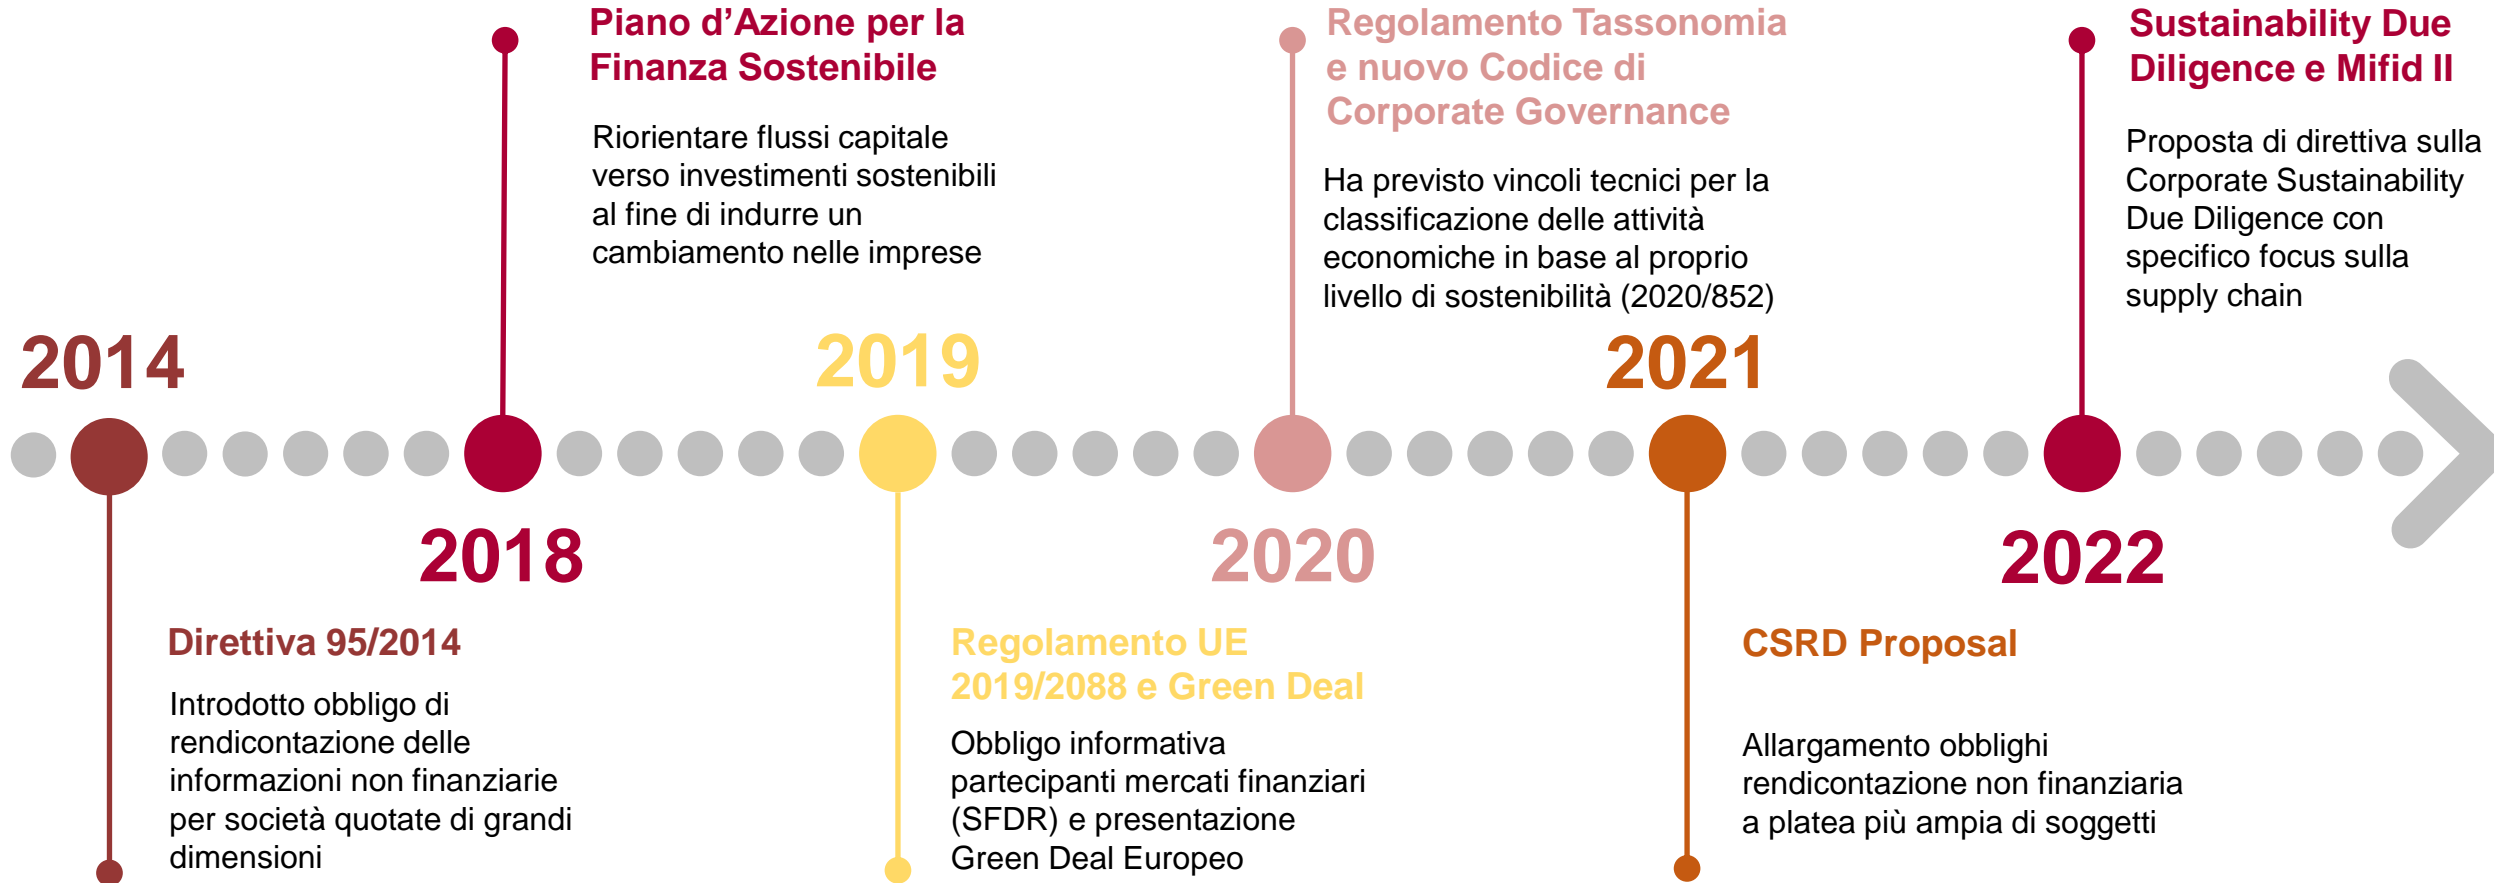 Piano d’Azione per la
Finanza Sostenibile
Riorientare flussi capitale
verso investimenti sostenibili
al fine di indurre un
cambiamento nelle imprese
Regolamento Tassonomia
e nuovo Codice di
Corporate Governance
Ha previsto vincoli tecnici per la
classificazione delle attività
economiche in base al proprio
livello di sostenibilità (2020/852)
Sustainability Due
Diligence e Mifid II
Proposta di direttiva sulla
Corporate Sustainability
Due Diligence con
specifico focus sulla
supply chain
2014
2019
2021
2018
2020
2022
Direttiva 95/2014
Introdotto obbligo di
rendicontazione delle
informazioni non finanziarie
per società quotate di grandi
dimensioni
Regolamento UE
2019/2088 e Green Deal
Obbligo informativa
partecipanti mercati finanziari
(SFDR) e presentazione
Green Deal Europeo
CSRD Proposal
Allargamento obblighi
rendicontazione non finanziaria
a platea più ampia di soggetti